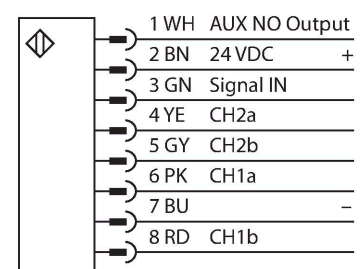 1 WH AUX NO Output
2 BN 24 VDC +
3 GN Signal IN
4 YE CH2a
5 GY CH2b
6 PK CH1a
7 BU –
8 RD CH1b